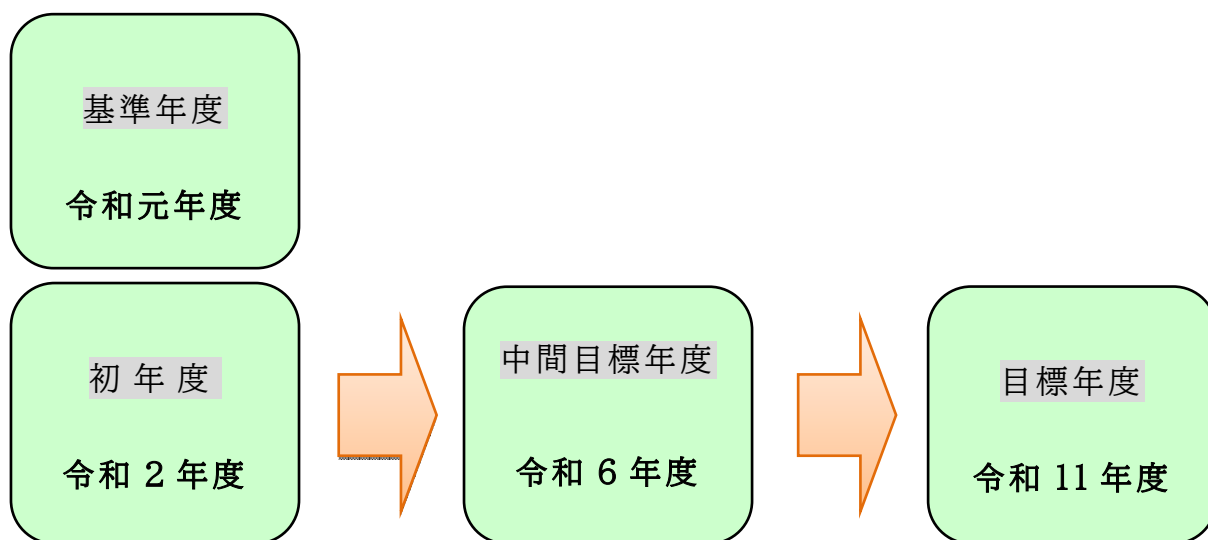 基準年度
令和元年度
初年度
令和 2 年度
中間目標年度
令和 6 年度
目標年度
令和 11 年度